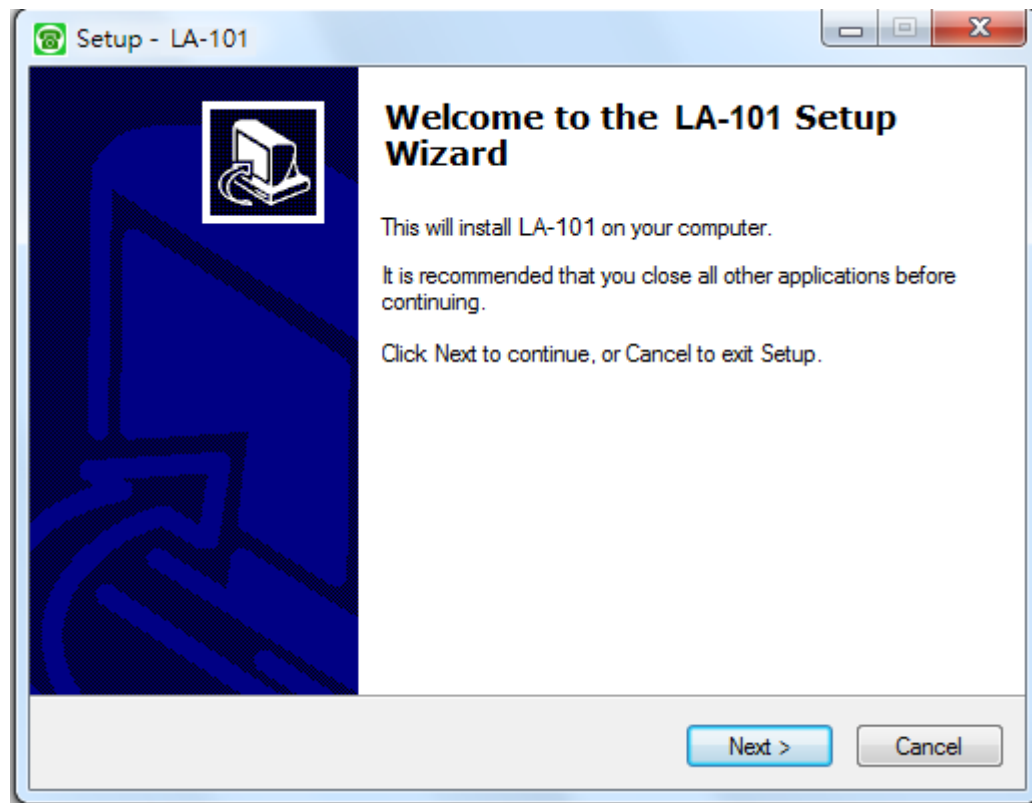 Setup - LA-101
Welcome to the LA-101 Setup
Wizard
This will install LA-101 on your computer.
It is recommended that you close all other applications before
continuing.
Click Next to continue, or Cancel to exit Setup.
Next >
Cancel